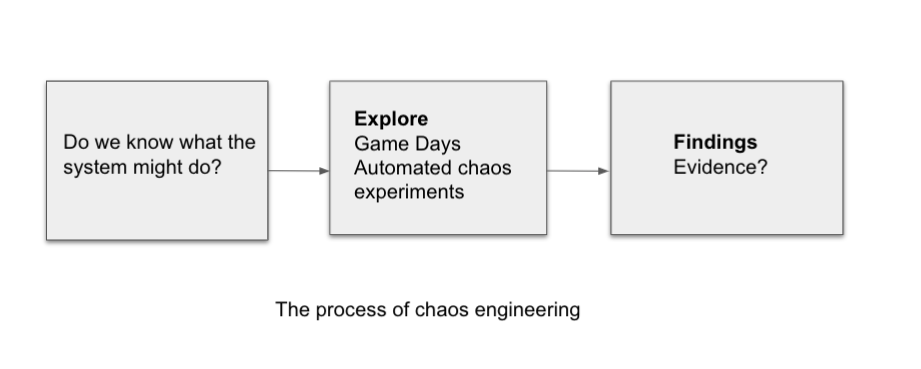 Do we know what the
system might do?
Explore
Game Days
Automated chaos
experiments
Findings
Evidence?
The process of chaos engineering